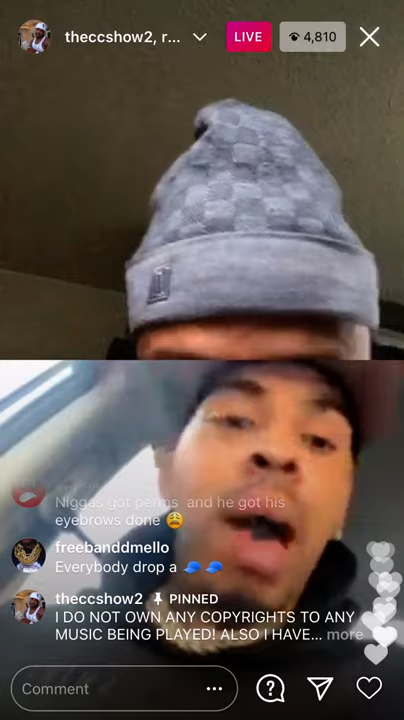 theccshow2, r...
LIVE
4,810
Niggas got perms and he got his
eyebrows done 😩
freebanddmello
Everybody drop a 🧢🧢
theccshow2 📌 PINNED
I DO NOT OWN ANY COPYRIGHTS TO ANY
MUSIC BEING PLAYED! ALSO I HAVE... more
Comment